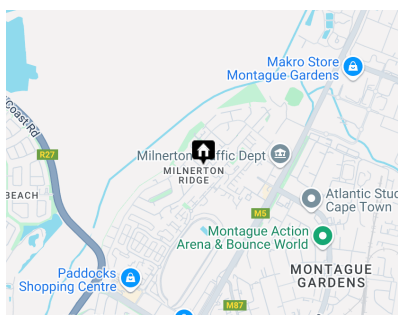 Makro Store
Montague Gardens
coast Rd
R27
Milnerton
ffic Dept
MILNERTON
RIDGE
BEACH
Atlantic Stud
Cape Town
M5
Montague Action
Arena & Bounce World
Paddocks
Shopping Centre
MONTAGUE
GARDENS
M87